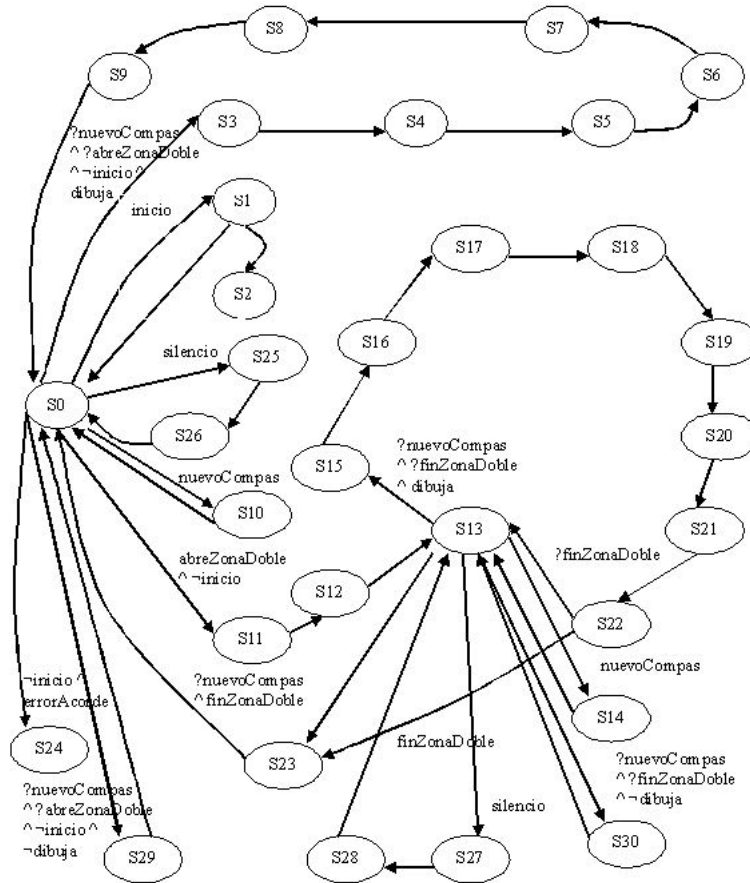 S8
S7
S9
S6
?nuevoCompas
^ ?abreZonaDoble
^ ¬inicio ^
dibuja
S3
S4
S5
inicio
S1
S2
S17
S18
silencio
S25
S16
S19
S0
S26
S20
nuevoCompas
S10
S15
?nuevoCompas
^ ?finZonaDoble
^ dibuja
S13
S21
abreZonaDoble
^ ¬inicio
?finZonaDoble
S12
S11
S22
?nuevoCompas
^ finZonaDoble
nuevoCompas
¬inicio ^
errorAcorde
S14
S24
S23
finZonaDoble
?nuevoCompas
^ ?finZonaDoble
^ ¬ dibuja
?nuevoCompas
^ ?abreZonaDoble
^ ¬inicio ^
¬dibuja
silencio
S29
S28
S27
S30